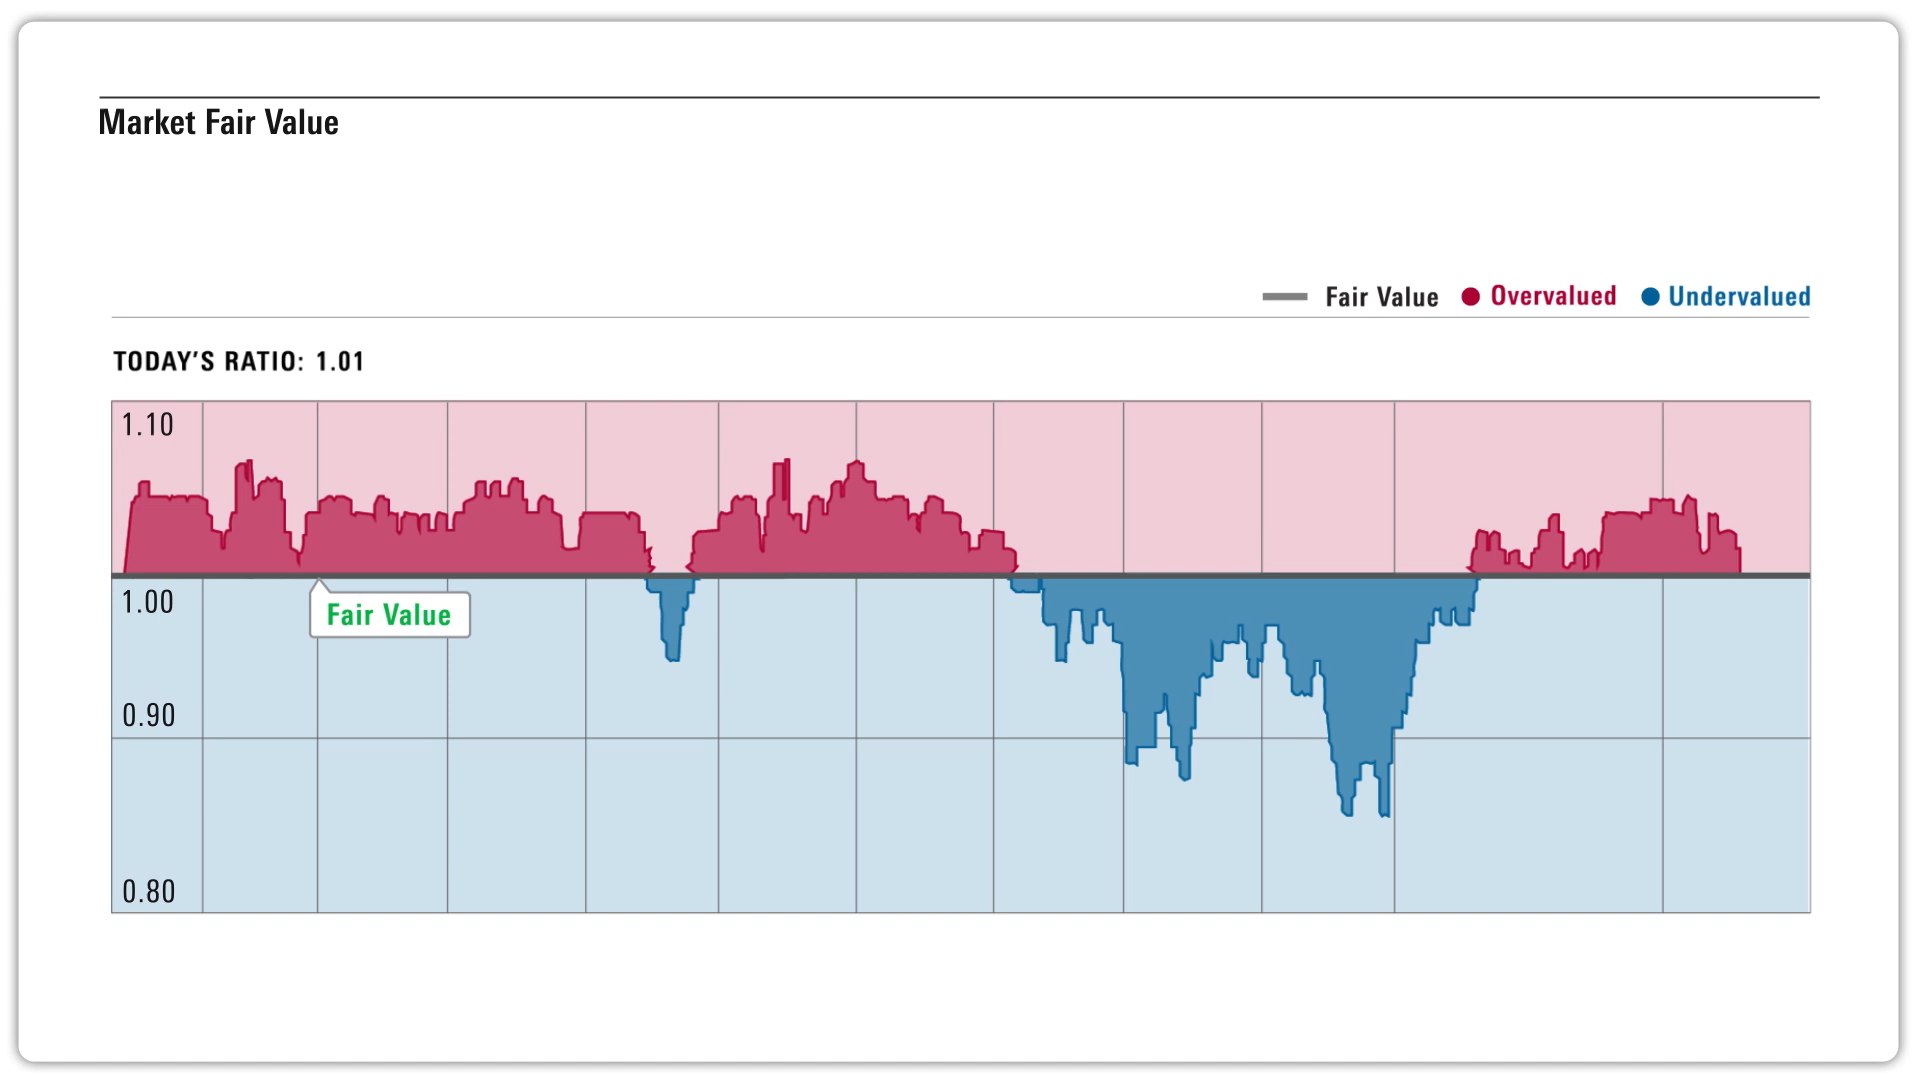 Market Fair Value
Fair Value Overvalued Undervalued
TODAY'S RATIO: 1.01
1.10
1.00
Fair Value
0.90
0.80